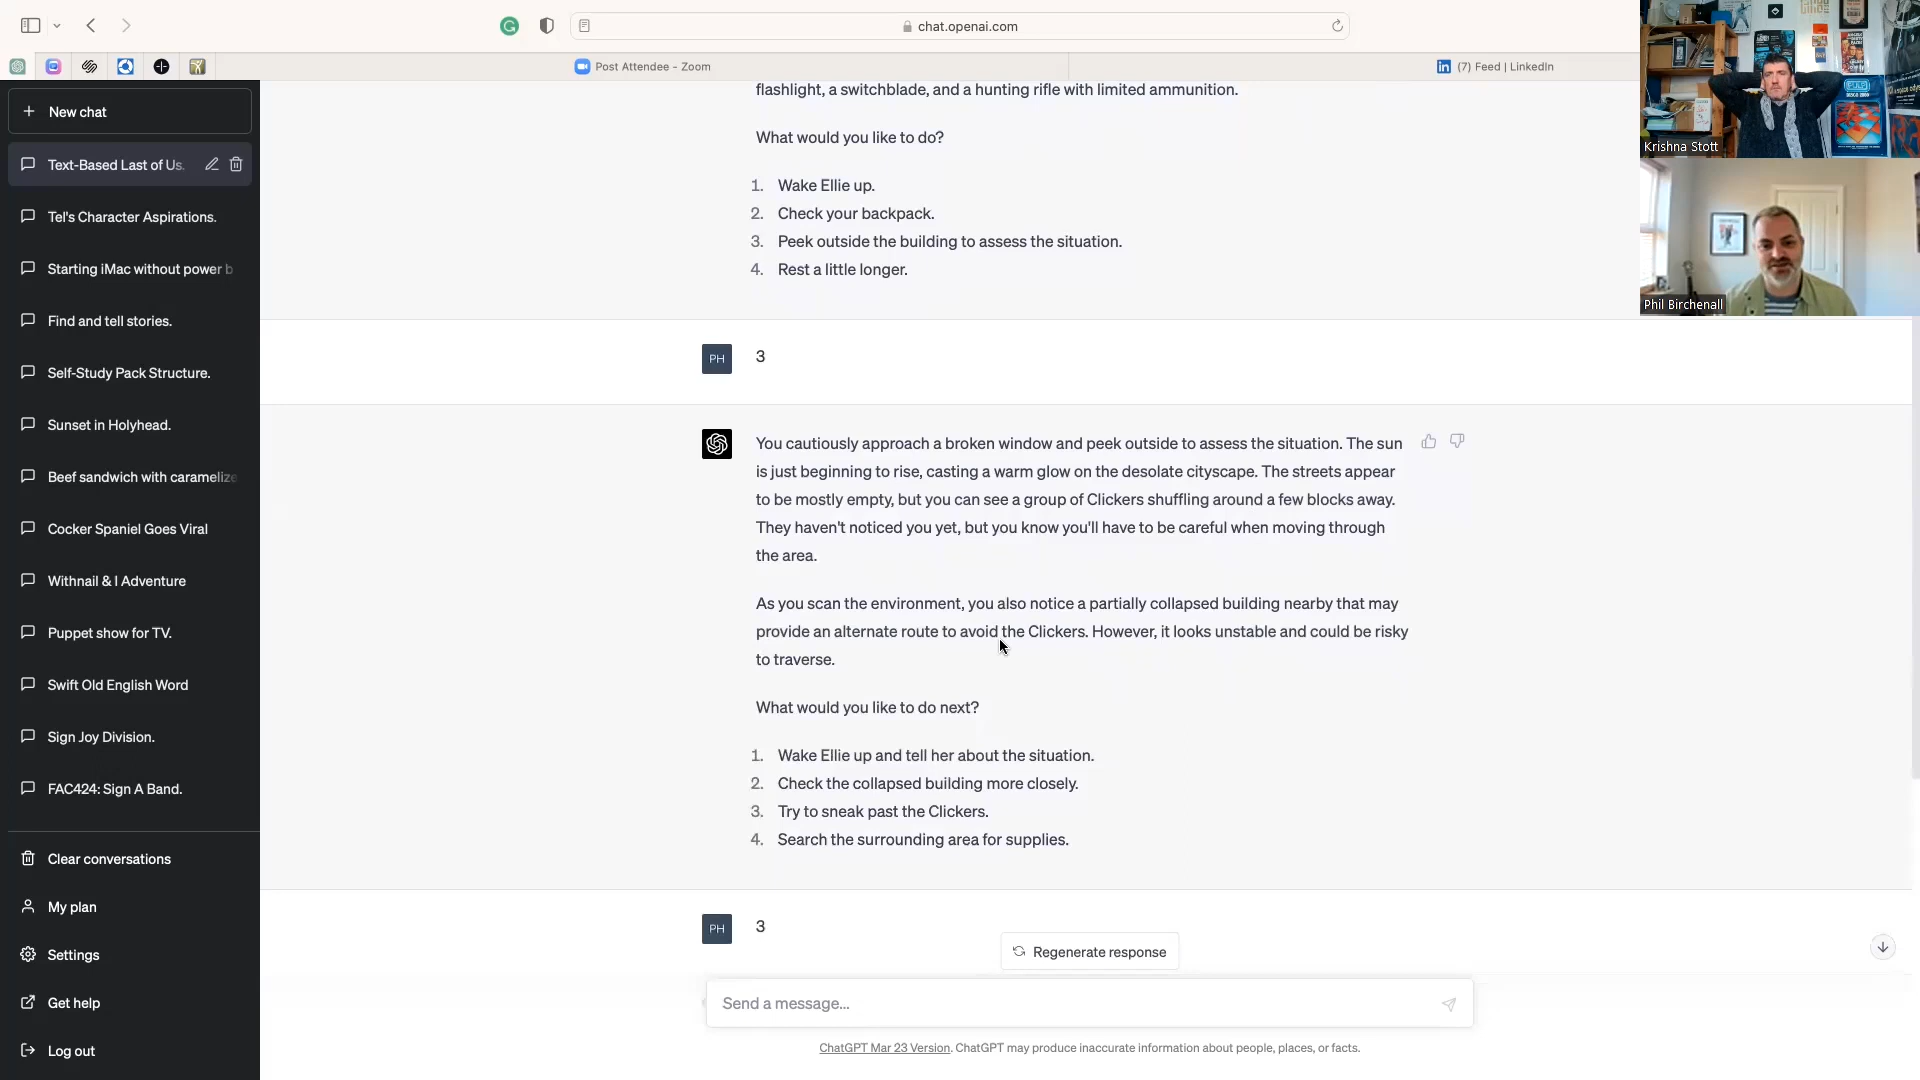 chat.openai.com
Post Attendee - Zoom
(7) Feed | LinkedIn
New chat
Text-Based Last of Us.
Tel's Character Aspirations.
Starting iMac without power b
Find and tell stories.
Self-Study Pack Structure.
Sunset in Holyhead.
Beef sandwich with caramelize
Cocker Spaniel Goes Viral
Withnail & I Adventure
Puppet show for TV.
Swift Old English Word
Sign Joy Division.
FAC424: Sign A Band.
Clear conversations
My plan
Settings
Get help
Log out
flashlight, a switchblade, and a hunting rifle with limited ammunition.
What would you like to do?
1. Wake Ellie up.
2. Check your backpack.
3. Peek outside the building to assess the situation.
4. Rest a little longer.
PH 3
You cautiously approach a broken window and peek outside to assess the situation. The sun
is just beginning to rise, casting a warm glow on the desolate cityscape. The streets appear
to be mostly empty, but you can see a group of Clickers shuffling around a few blocks away.
They haven't noticed you yet, but you know you'll have to be careful when moving through
the area.
As you scan the environment, you also notice a partially collapsed building nearby that may
provide an alternate route to avoid the Clickers. However, it looks unstable and could be risky
to traverse.
What would you like to do next?
1. Wake Ellie up and tell her about the situation.
2. Check the collapsed building more closely.
3. Try to sneak past the Clickers.
4. Search the surrounding area for supplies.
PH 3
Regenerate response
Send a message...
ChatGPT Mar 23 Version. ChatGPT may produce inaccurate information about people, places, or facts.
PULP
Krishna Stott
Phil Birchenall